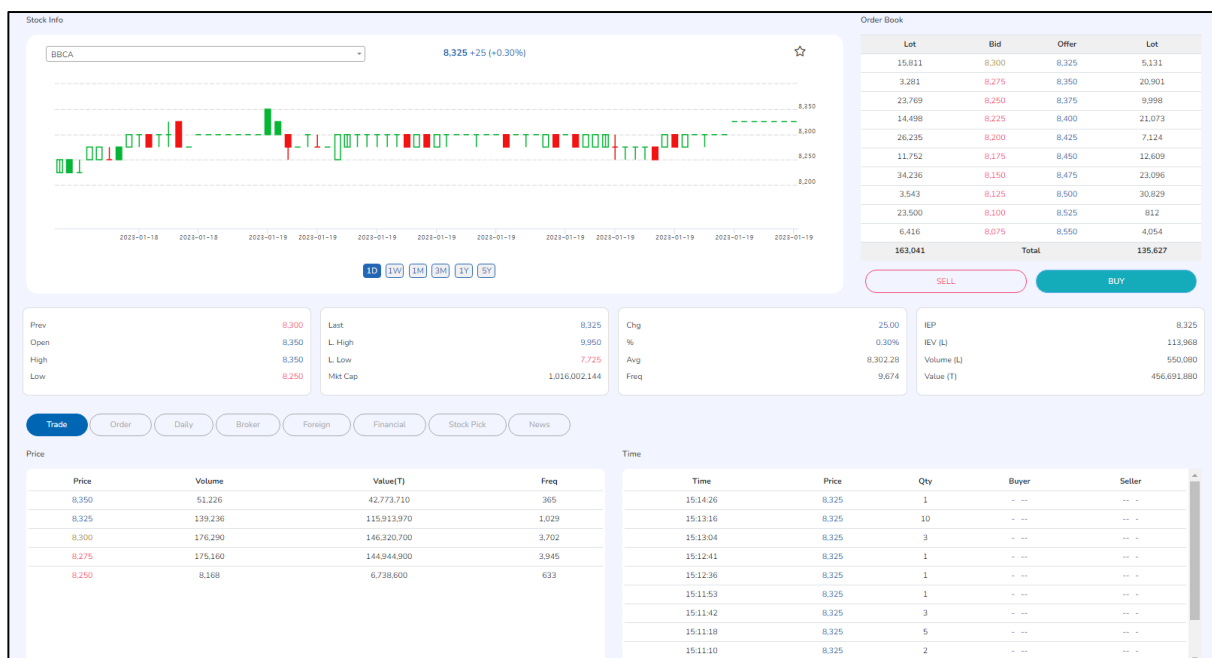 Stock Info
BBCA
8,325 +25 (+0.30%)
8,350
8,300
8,250
8,200
2023-01-18 2023-01-18 2023-01-19 2023-01-19 2023-01-19 2023-01-19 2023-01-19 2023-01-19 2023-01-19 2023-01-19 2023-01-19 2023-01-19
1D 1W 1M 3M 1Y 5Y
Order Book
Lot Bid Offer Lot
15,811 8,300 8,325 5,131
3,281 8,275 8,350 20,901
23,769 8,250 8,375 9,998
14,498 8,225 8,400 21,073
26,235 8,200 8,425 7,124
11,752 8,175 8,450 12,609
34,236 8,150 8,475 23,096
3,543 8,125 8,500 30,829
23,500 8,100 8,525 812
6,416 8,075 8,550 4,054
163,041 Total 135,627
SELL BUY
Prev 8,300
Open 8,350
High 8,350
Low 8,250
Last 8,325
L. High 9,950
L. Low 7,725
Mkt Cap 1,016,002,144
Chg 25.00
% 0.30%
Avg 8,302.28
Freq 9,674
IEP 8,325
IEV (L) 113,968
Volume (L) 550,080
Value (T) 456,691,880
Trade Order Daily Broker Foreign Financial Stock Pick News
Price
Price Volume Value(T) Freq
8,350 51,226 42,773,710 365
8,325 139,236 115,913,970 1,029
8,300 176,290 146,320,700 3,702
8,275 175,160 144,944,900 3,945
8,250 8,168 6,738,600 633
Time
Time Price Qty Buyer Seller
15:14:26 8,325 1 - -- -- -
15:13:16 8,325 10 - -- -- -
15:13:04 8,325 3 - -- -- -
15:12:41 8,325 1 - -- -- -
15:12:36 8,325 1 - -- -- -
15:11:53 8,325 1 - -- -- -
15:11:42 8,325 3 - -- -- -
15:11:18 8,325 5 - -- -- -
15:11:10 8,325 2 - -- -- -